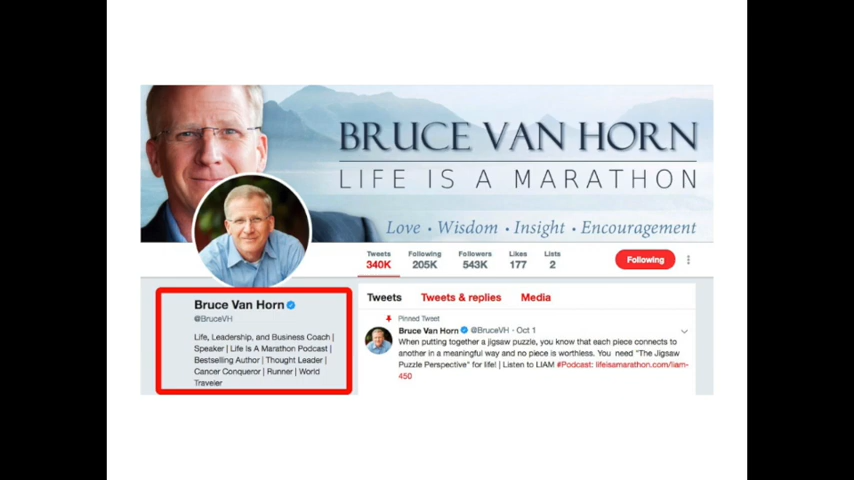 BRUCE VAN HORN
LIFE IS A MARATHON
Love • Wisdom • Insight • Encouragement
Tweets Following Followers Likes Lists
340K 205K 543K 177 2
Following
Bruce Van Horn
@BruceVH
Life, Leadership, and Business Coach |
Speaker | Life Is A Marathon Podcast |
Bestselling Author | Thought Leader |
Cancer Conqueror | Runner | World
Traveler
Tweets Tweets & replies Media
Pinned Tweet
Bruce Van Horn @BruceVH · Oct 1
When putting together a jigsaw puzzle, you know that each piece connects to
another in a meaningful way and no piece is worthless. You need "The Jigsaw
Puzzle Perspective" for life! | Listen to LIAM #Podcast: lifeisamarathon.com/liam-
450